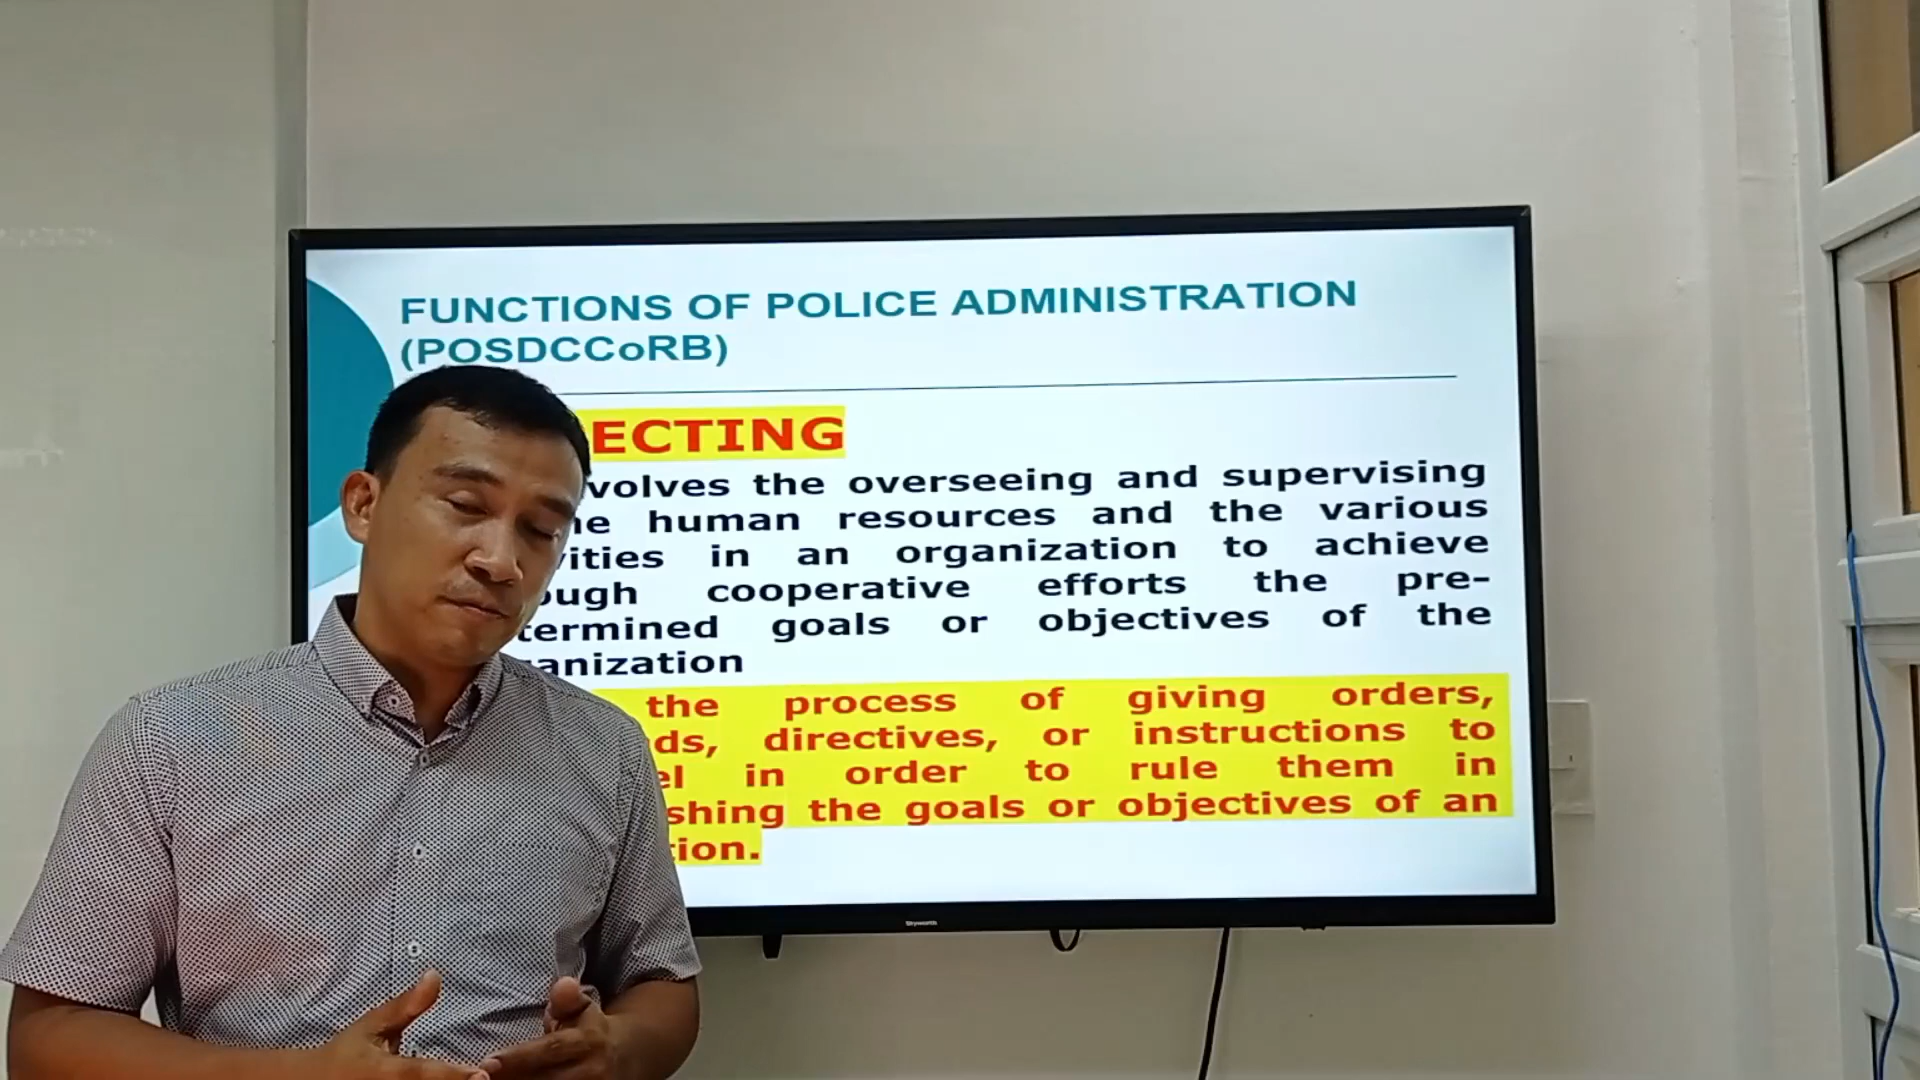 FUNCTIONS OF POLICE ADMINISTRATION
(POSDCCoRB)
ECTING
volves the overseeing and supervising
he human resources and the various
vities in an organization to achieve
ough cooperative efforts the pre-
termined goals or objectives of the
anization
the process of giving orders,
ds, directives, or instructions to
el in order to rule them in
shing the goals or objectives of an
tion.
Skyworth